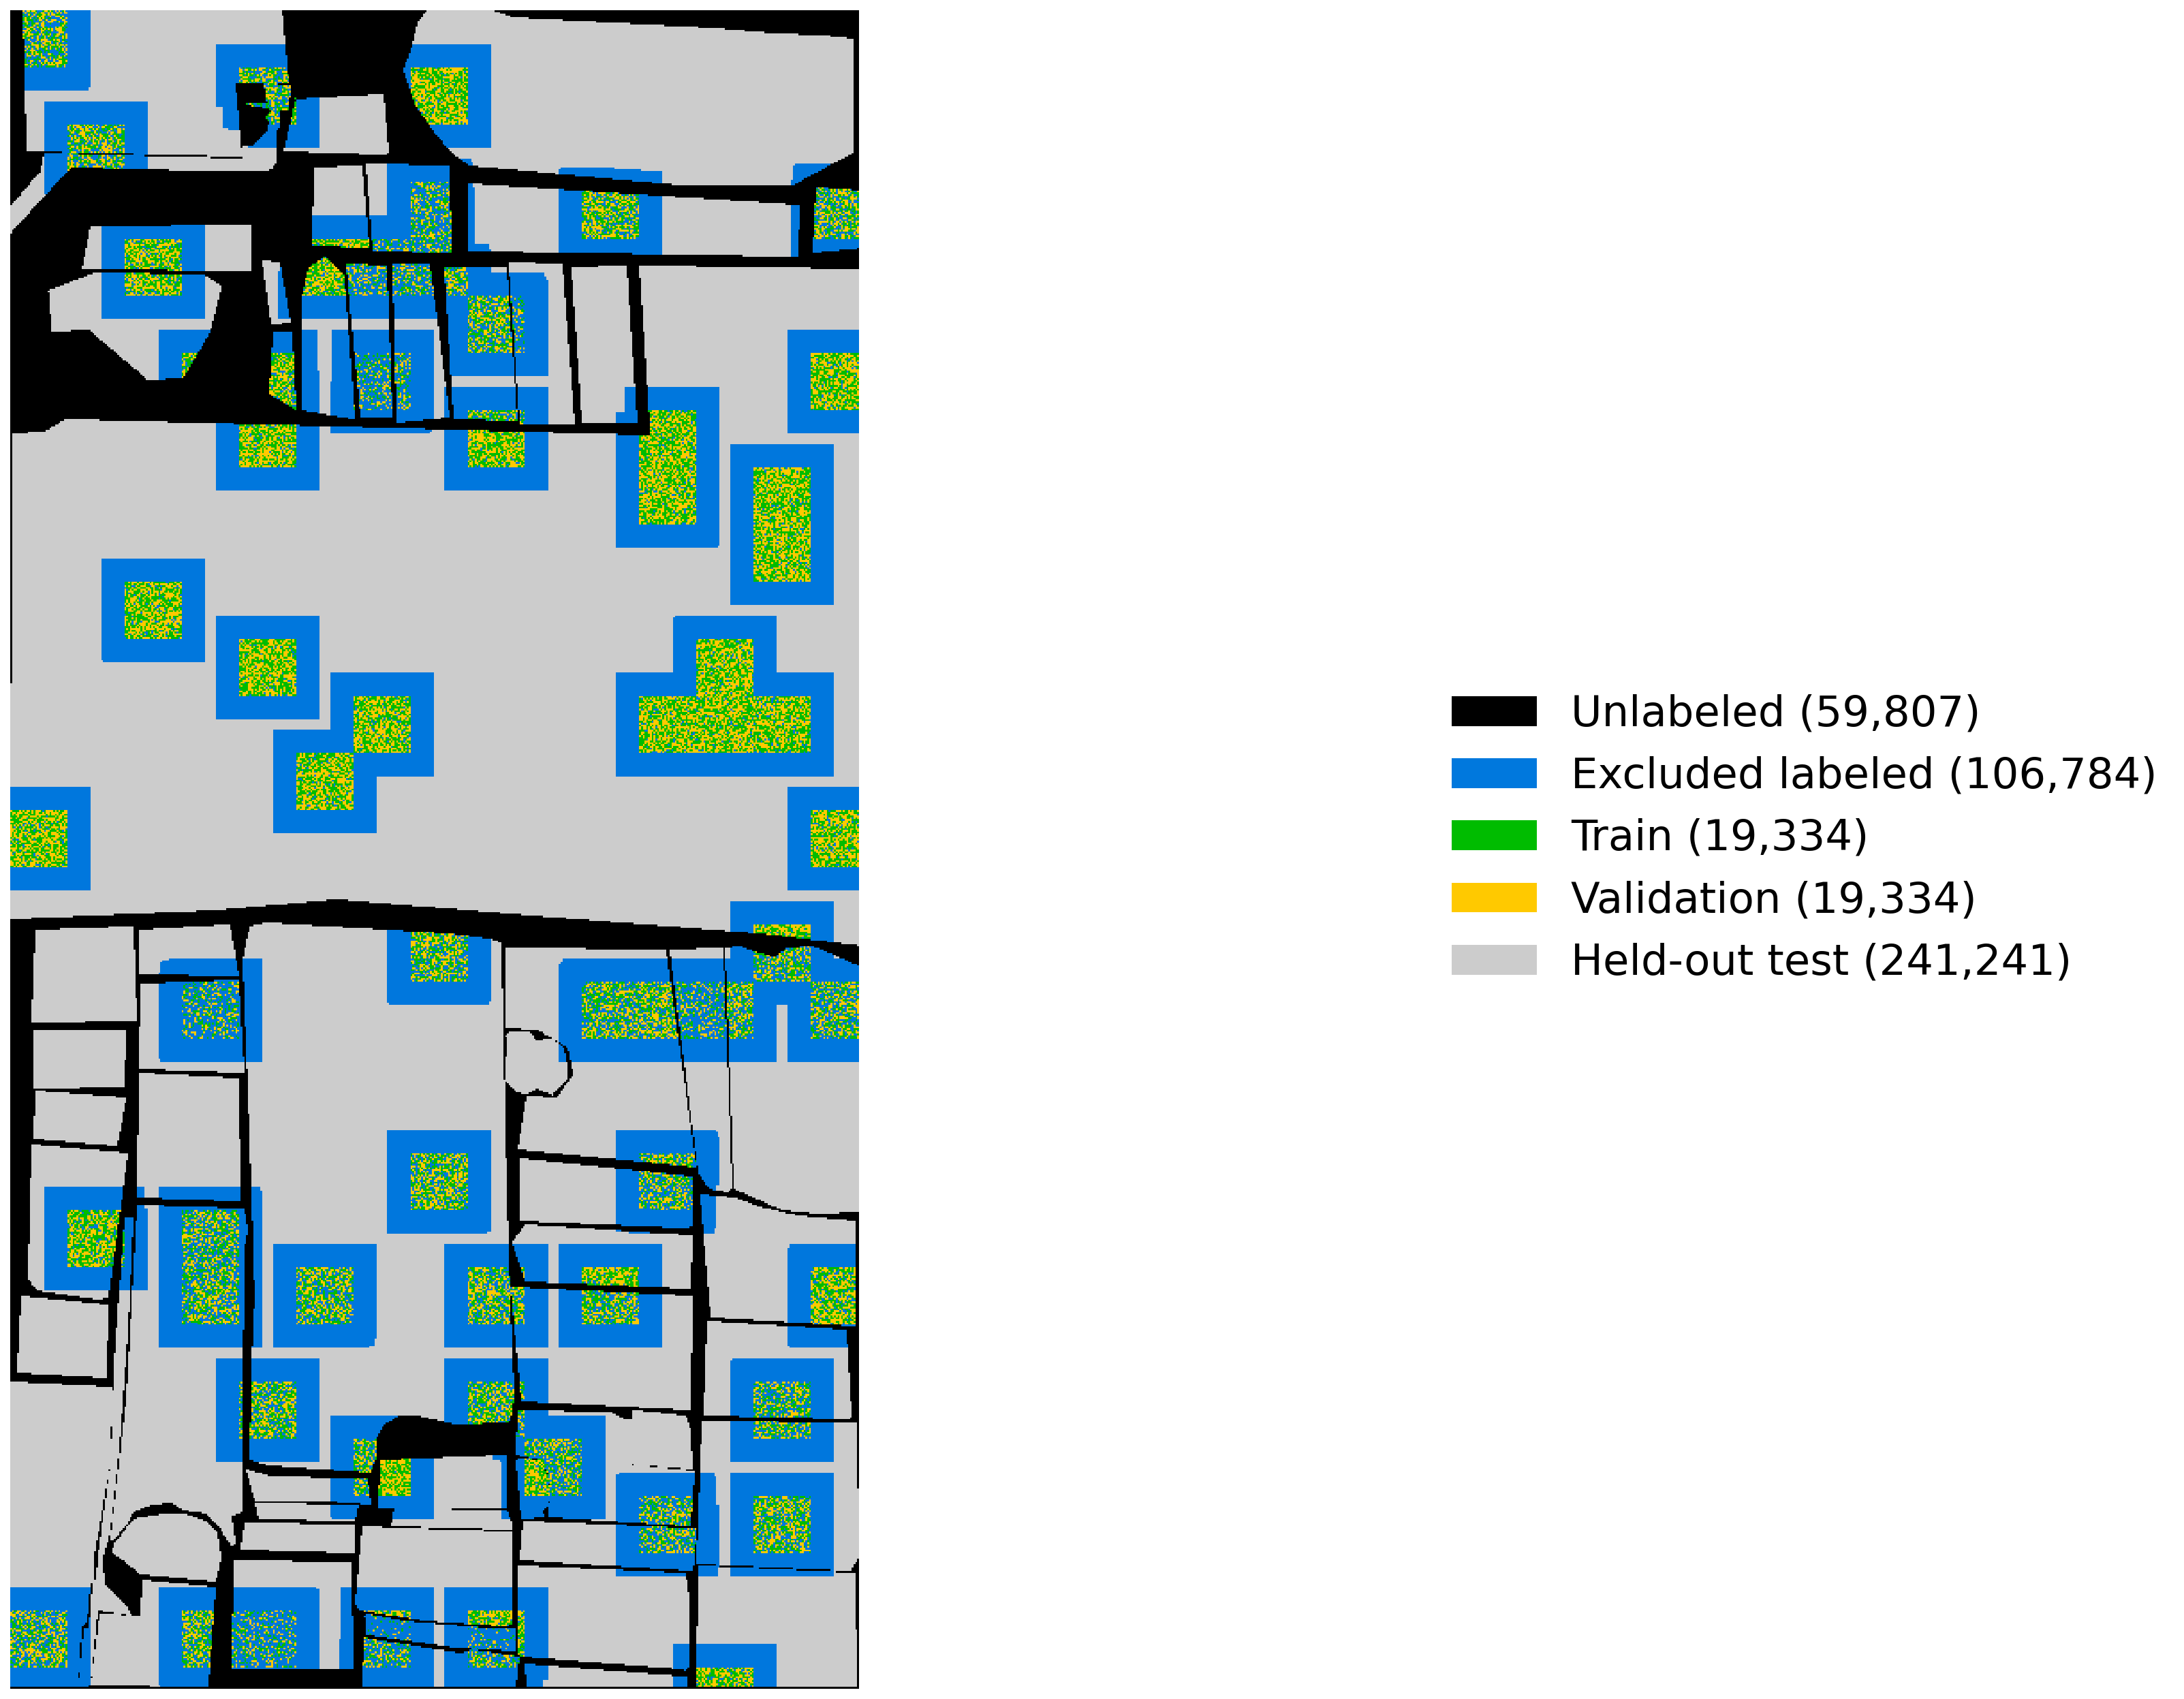 Unlabeled (59,807)
Excluded labeled (106,784)
Train (19,334)
Validation (19,334)
Held-out test (241,241)